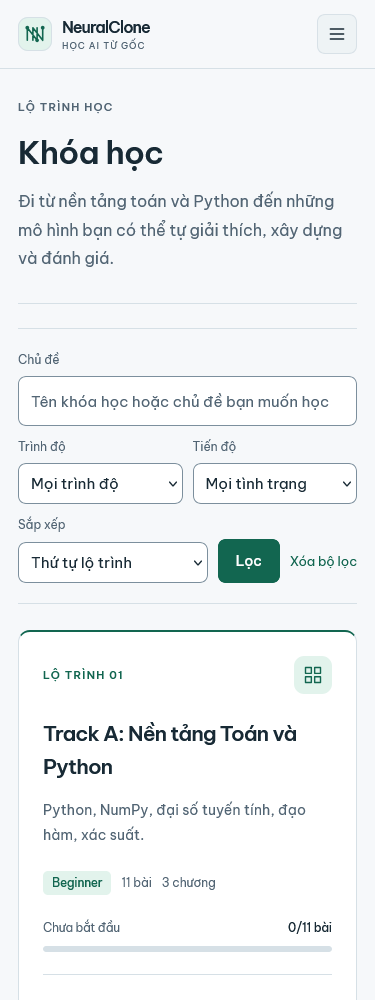 NeuralClone
HỌC AI TỪ GỐC
LỘ TRÌNH HỌC
Khóa học
Đi từ nền tảng toán và Python đến những
mô hình bạn có thể tự giải thích, xây dựng
và đánh giá.
Chủ đề
Tên khóa học hoặc chủ đề bạn muốn học
Trình độ
Tiến độ
Mọi trình độ
Mọi tình trạng
Sắp xếp
Thứ tự lộ trình
Lọc
Xóa bộ lọc
LỘ TRÌNH 01
Track A: Nền tảng Toán và
Python
Python, NumPy, đại số tuyến tính, đạo
hàm, xác suất.
Beginner 11 bài 3 chương
Chưa bắt đầu 0/11 bài